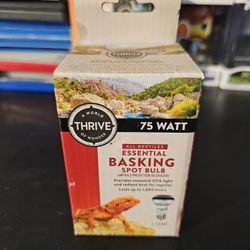 A WORLD
THRIVE
OF WONDER
75 WATT
ALL REPTILES
ESSENTIAL
BASKING
SPOT BULB
Provides essential UVA light
and radiant heat for reptiles
Lasts up to 1,000 hours